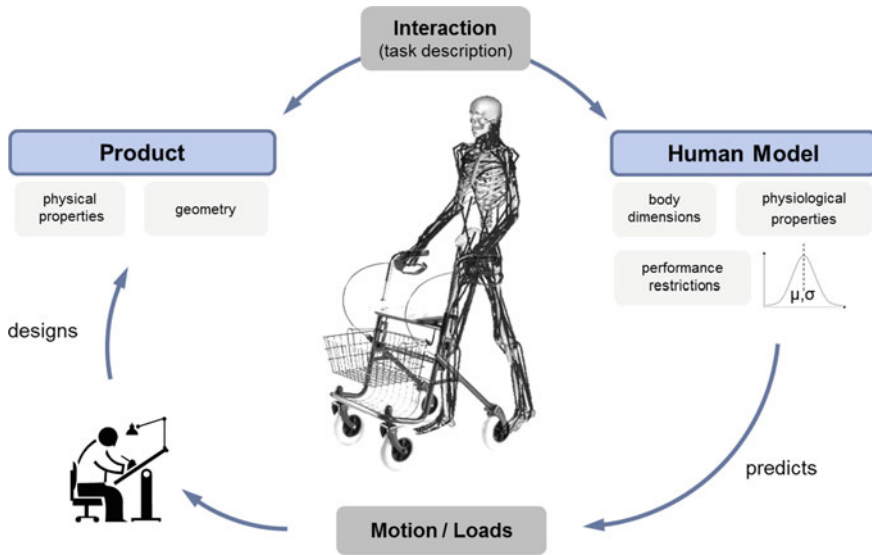 Interaction
(task description)
Product
Human Model
physical
properties
geometry
body
dimensions
physiological
properties
performance
restrictions
μ,σ
designs
predicts
Motion / Loads